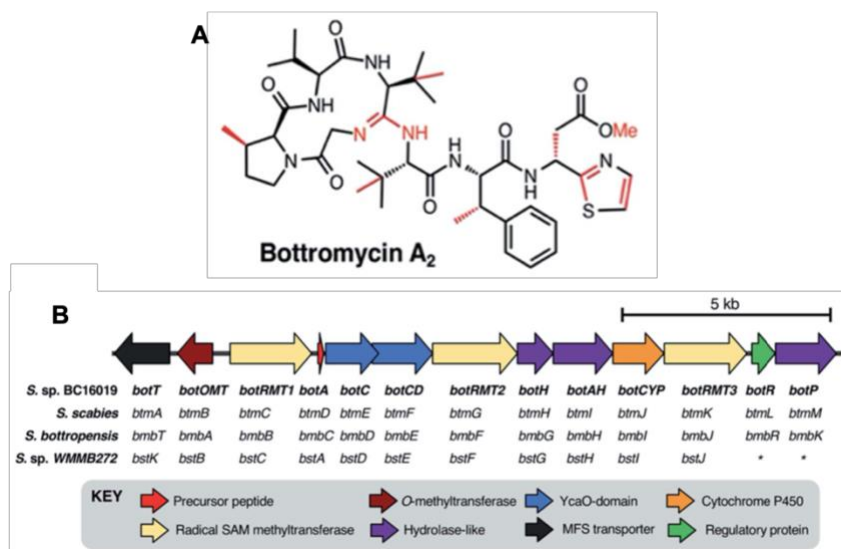 A
O
NH
O
O
NH
OMe
N
NH
O
H
N
N
N
O
N
H
O
S
Bottromycin A2
B
5 kb
S. sp. BC16019 botT botOMT botRMT1 botA botC botCD botRMT2 botH botAH botCYP botRMT3 botR botP
S. scabies btmA btmB btmC btmD btmE btmF btmG btmH btmI btmJ btmK btmL btmM
S. bottropensis bmbT bmbA bmbB bmbC bmbD bmbE bmbF bmbG bmbH bmbI bmbJ bmbR bmbK
S. sp. WMMB272 bstK bstB bstC bstA bstD bstE bstF bstG bstH bstI bstJ * *
KEY Precursor peptide O-methyltransferase YcaO-domain Cytochrome P450
Radical SAM methyltransferase Hydrolase-like MFS transporter Regulatory protein